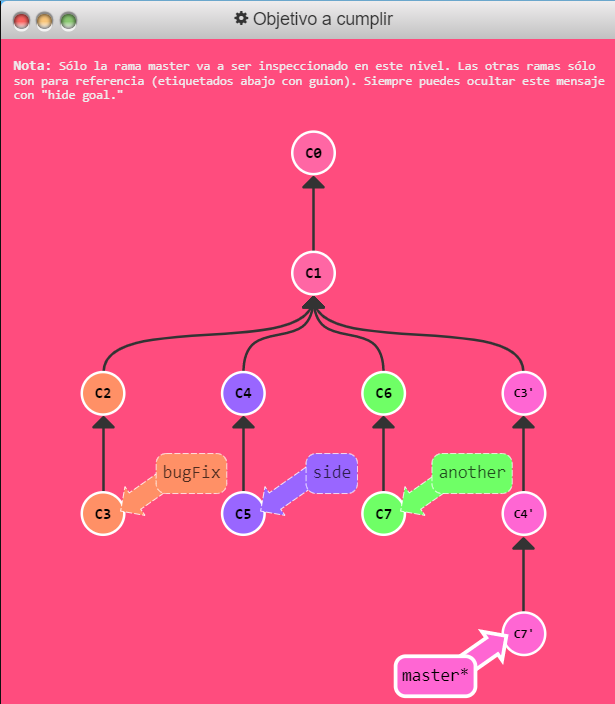 Objetivo a cumplir
Nota: Sólo la rama master va a ser inspeccionado en este nivel. Las otras ramas sólo
son para referencia (etiquetados abajo con guion). Siempre puedes ocultar este mensaje
con "hide goal."
C0
C1
C2
C4
C6
C3'
bugFix
side
another
C3
C5
C7
C4'
C7'
master*